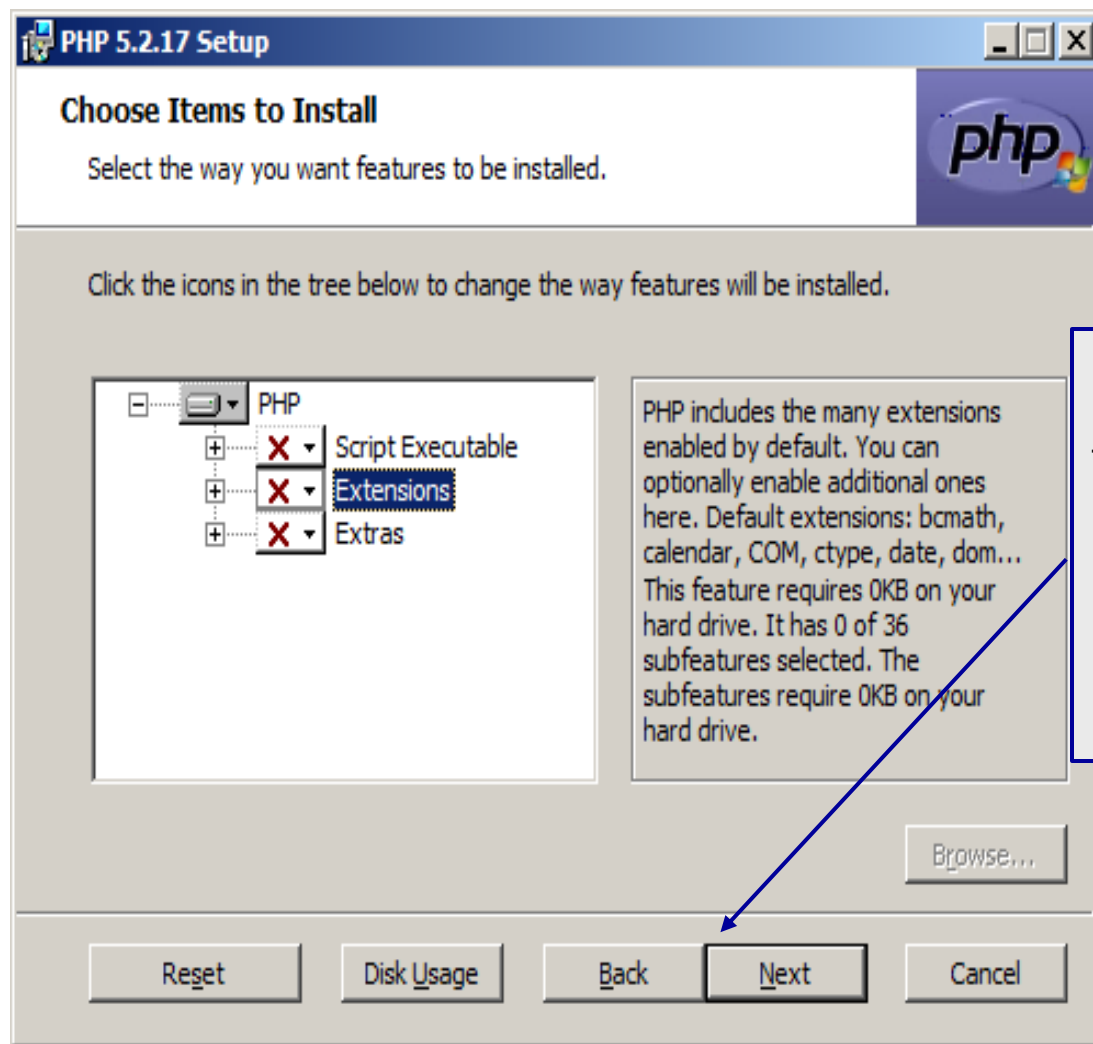 PHP 5.2.17 Setup
Choose Items to Install
Select the way you want features to be installed.
php
Click the icons in the tree below to change the way features will be installed.
PHP
Script Executable
Extensions
Extras
PHP includes the many extensions
enabled by default. You can
optionally enable additional ones
here. Default extensions: bcmath,
calendar, COM, ctype, date, dom...
This feature requires 0KB on your
hard drive. It has 0 of 36
subfeatures selected. The
subfeatures require 0KB on your
hard drive.
Browse...
Reset
Disk Usage
Back
Next
Cancel